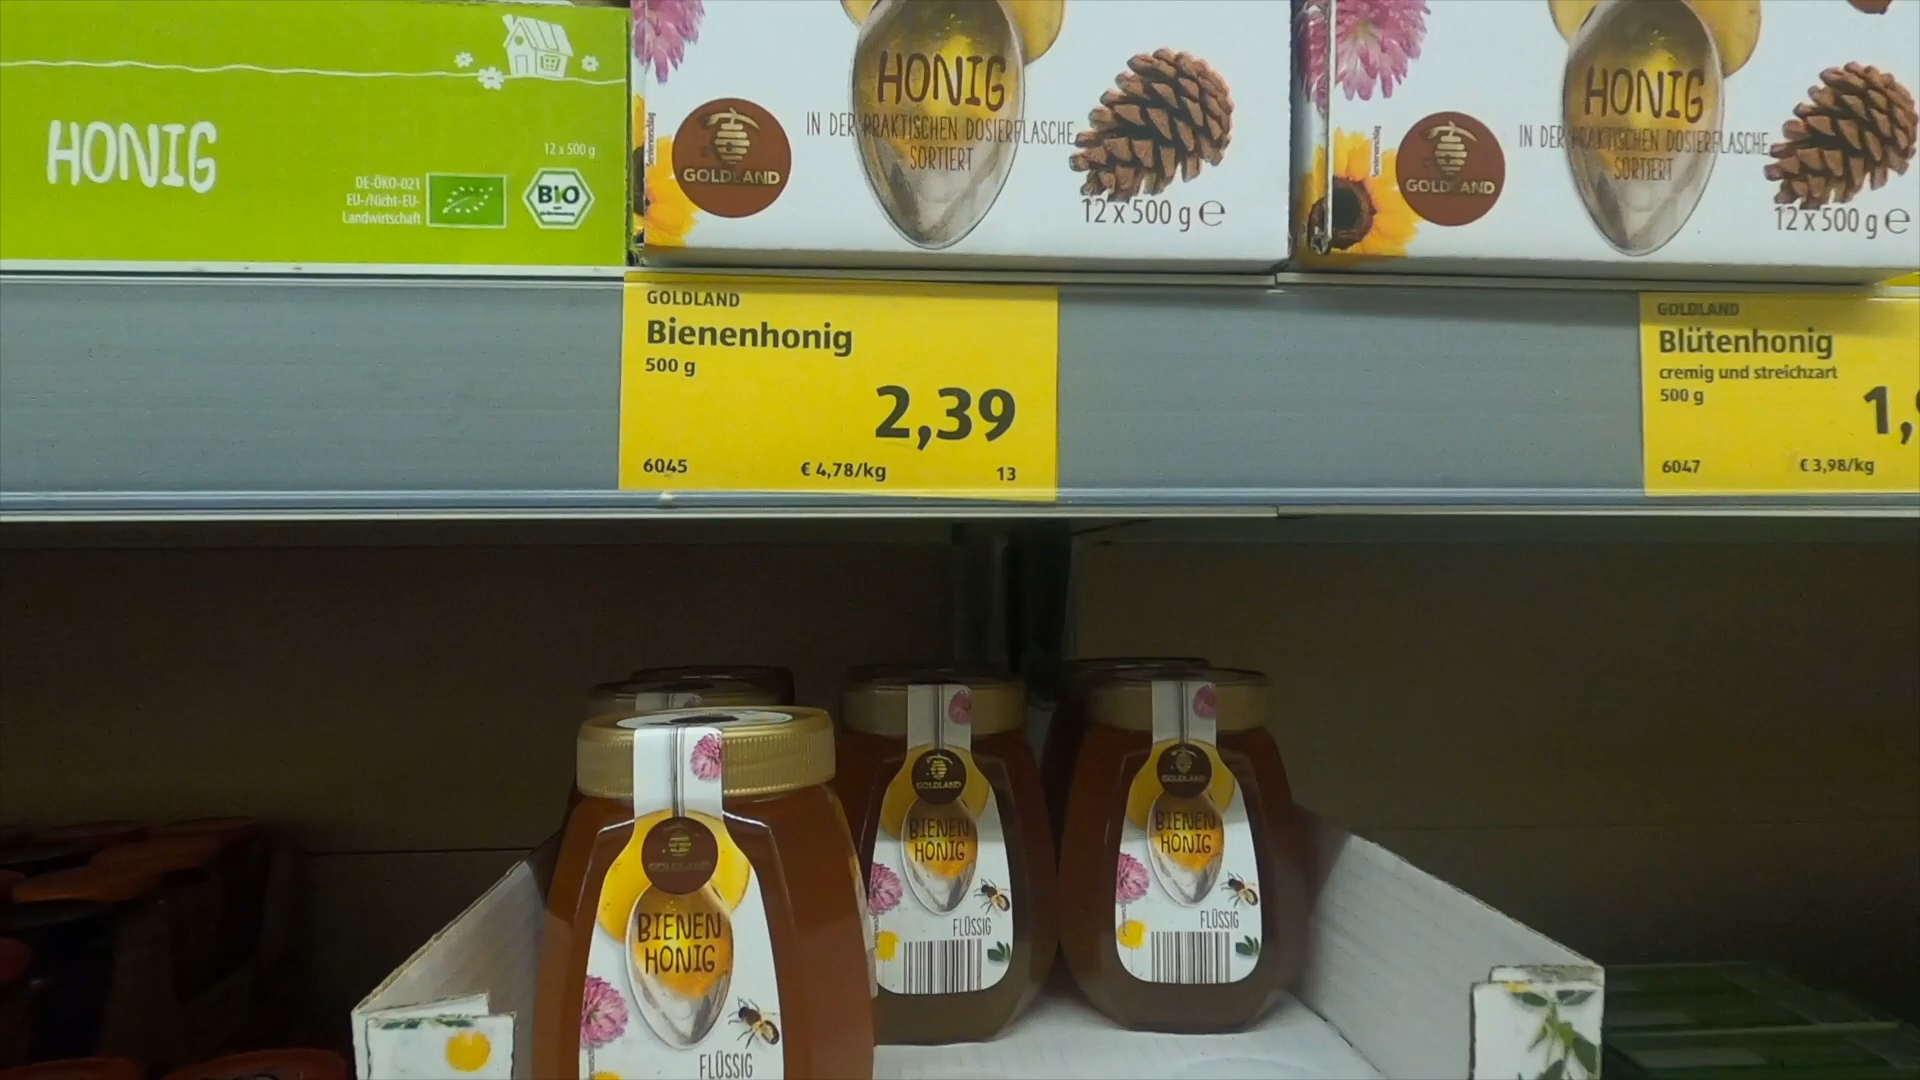 HONIG
12 x 500 g
DE-ÖKO-021
EU-/Nicht-EU-
Landwirtschaft
BIO
HONIG
IN DER PRAKTISCHEN DOSIERFLASCHE
SORTIERT
GOLDLAND
12 x 500 g e
HONIG
IN DER PRAKTISCHEN DOSIERFLASCHE
SORTIERT
GOLDLAND
12 x 500 g e
GOLDLAND
Bienenhonig
500 g
2,39
6045 € 4,78/kg 13
GOLDLAND
Blütenhonig
cremig und streichzart
500 g
1,9
6047 € 3,98/kg
GOLDLAND
BIENEN
HONIG
FLÜSSIG
GOLDLAND
BIENEN
HONIG
FLÜSSIG
GOLDLAND
BIENEN
HONIG
FLÜSSIG